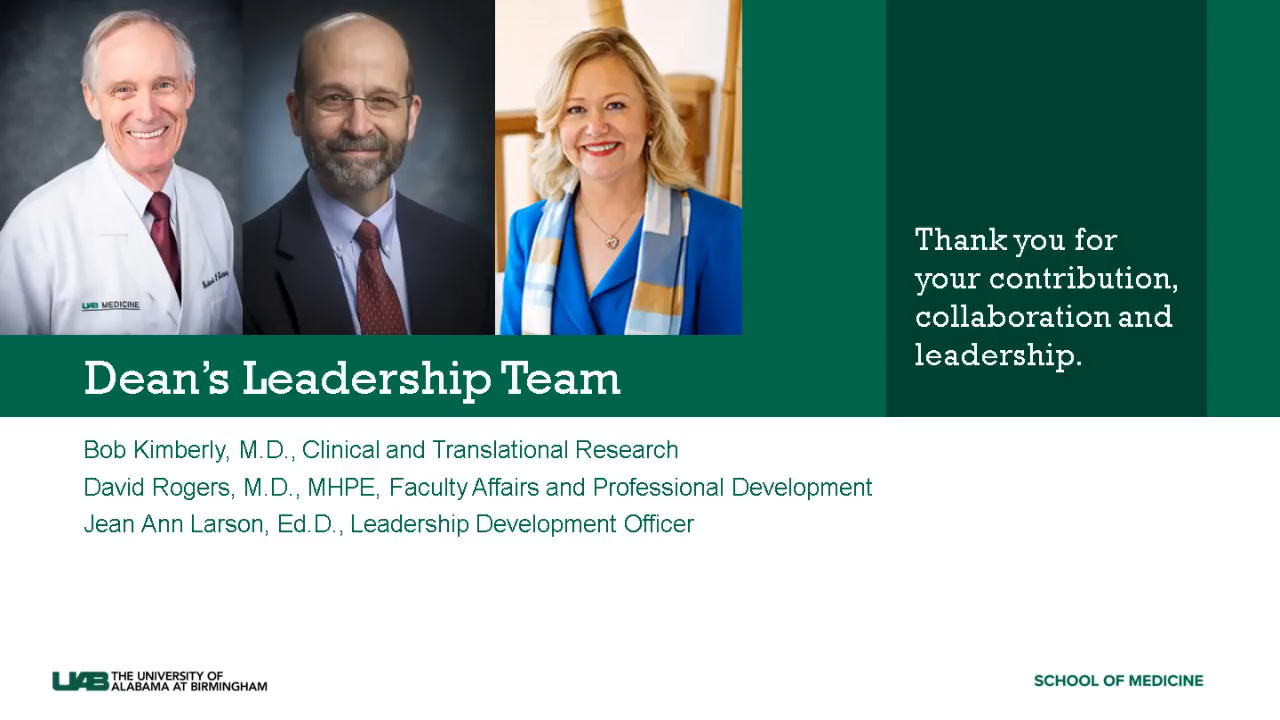 UAB MEDICINE
Thank you for
your contribution,
collaboration and
leadership.
Dean's Leadership Team
Bob Kimberly, M.D., Clinical and Translational Research
David Rogers, M.D., MHPE, Faculty Affairs and Professional Development
Jean Ann Larson, Ed.D., Leadership Development Officer
UAB THE UNIVERSITY OF
ALABAMA AT BIRMINGHAM
SCHOOL OF MEDICINE